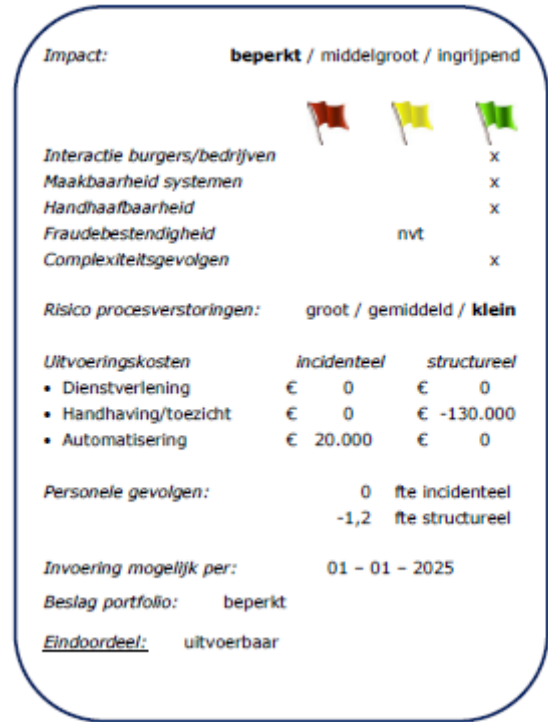 Impact: beperkt / middelgroot / ingrijpend
Interactie burgers/bedrijven x
Maakbaarheid systemen x
Handhaafbaarheid x
Fraudebestendigheid nvt
Complexiteitsgevolgen x
Risico procesverstoringen: groot / gemiddeld / klein
Uitvoeringskosten incidenteel structureel
• Dienstverlening € 0 € 0
• Handhaving/toezicht € 0 € -130.000
• Automatisering € 20.000 € 0
Personele gevolgen: 0 fte incidenteel
-1,2 fte structureel
Invoering mogelijk per: 01 – 01 – 2025
Beslag portfolio: beperkt
Eindoordeel: uitvoerbaar